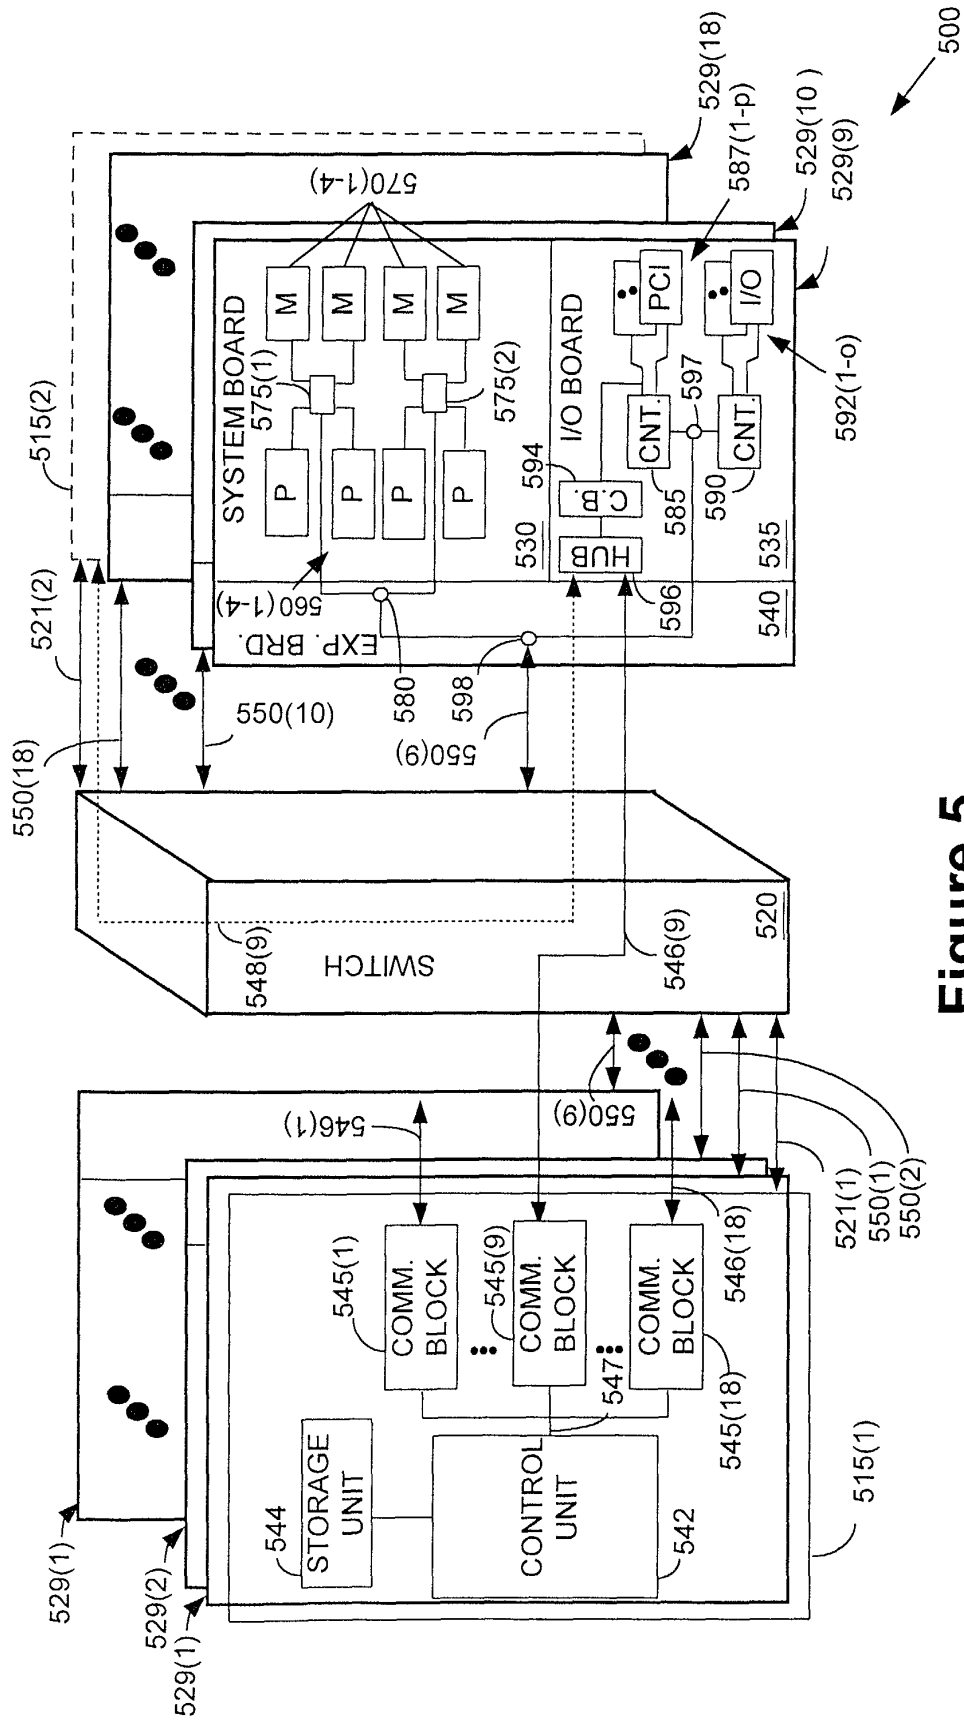 500
515(2)
521(2)
550(18)
550(10)
529(18)
587(1-p)
529(10)
529(9)
570(1-4)
SYSTEM BOARD
575(1)
M
M
M
M
575(2)
P
P
P
P
560(1-4)
530
I/O BOARD
594
HUB
C.B.
CNT.
PCI
585
597
590
CNT.
I/O
592(1-o)
535
596
540
EXP. BRD.
580
598
550(9)
548(9)
SWITCH
546(9)
520
529(1)
529(2)
529(1)
546(1)
550(9)
544
STORAGE
UNIT
545(1)
COMM.
BLOCK
545(9)
COMM.
BLOCK
547
COMM.
BLOCK
546(18)
545(18)
CONTROL
UNIT
542
521(1)
550(1)
550(2)
515(1)
Figure 5